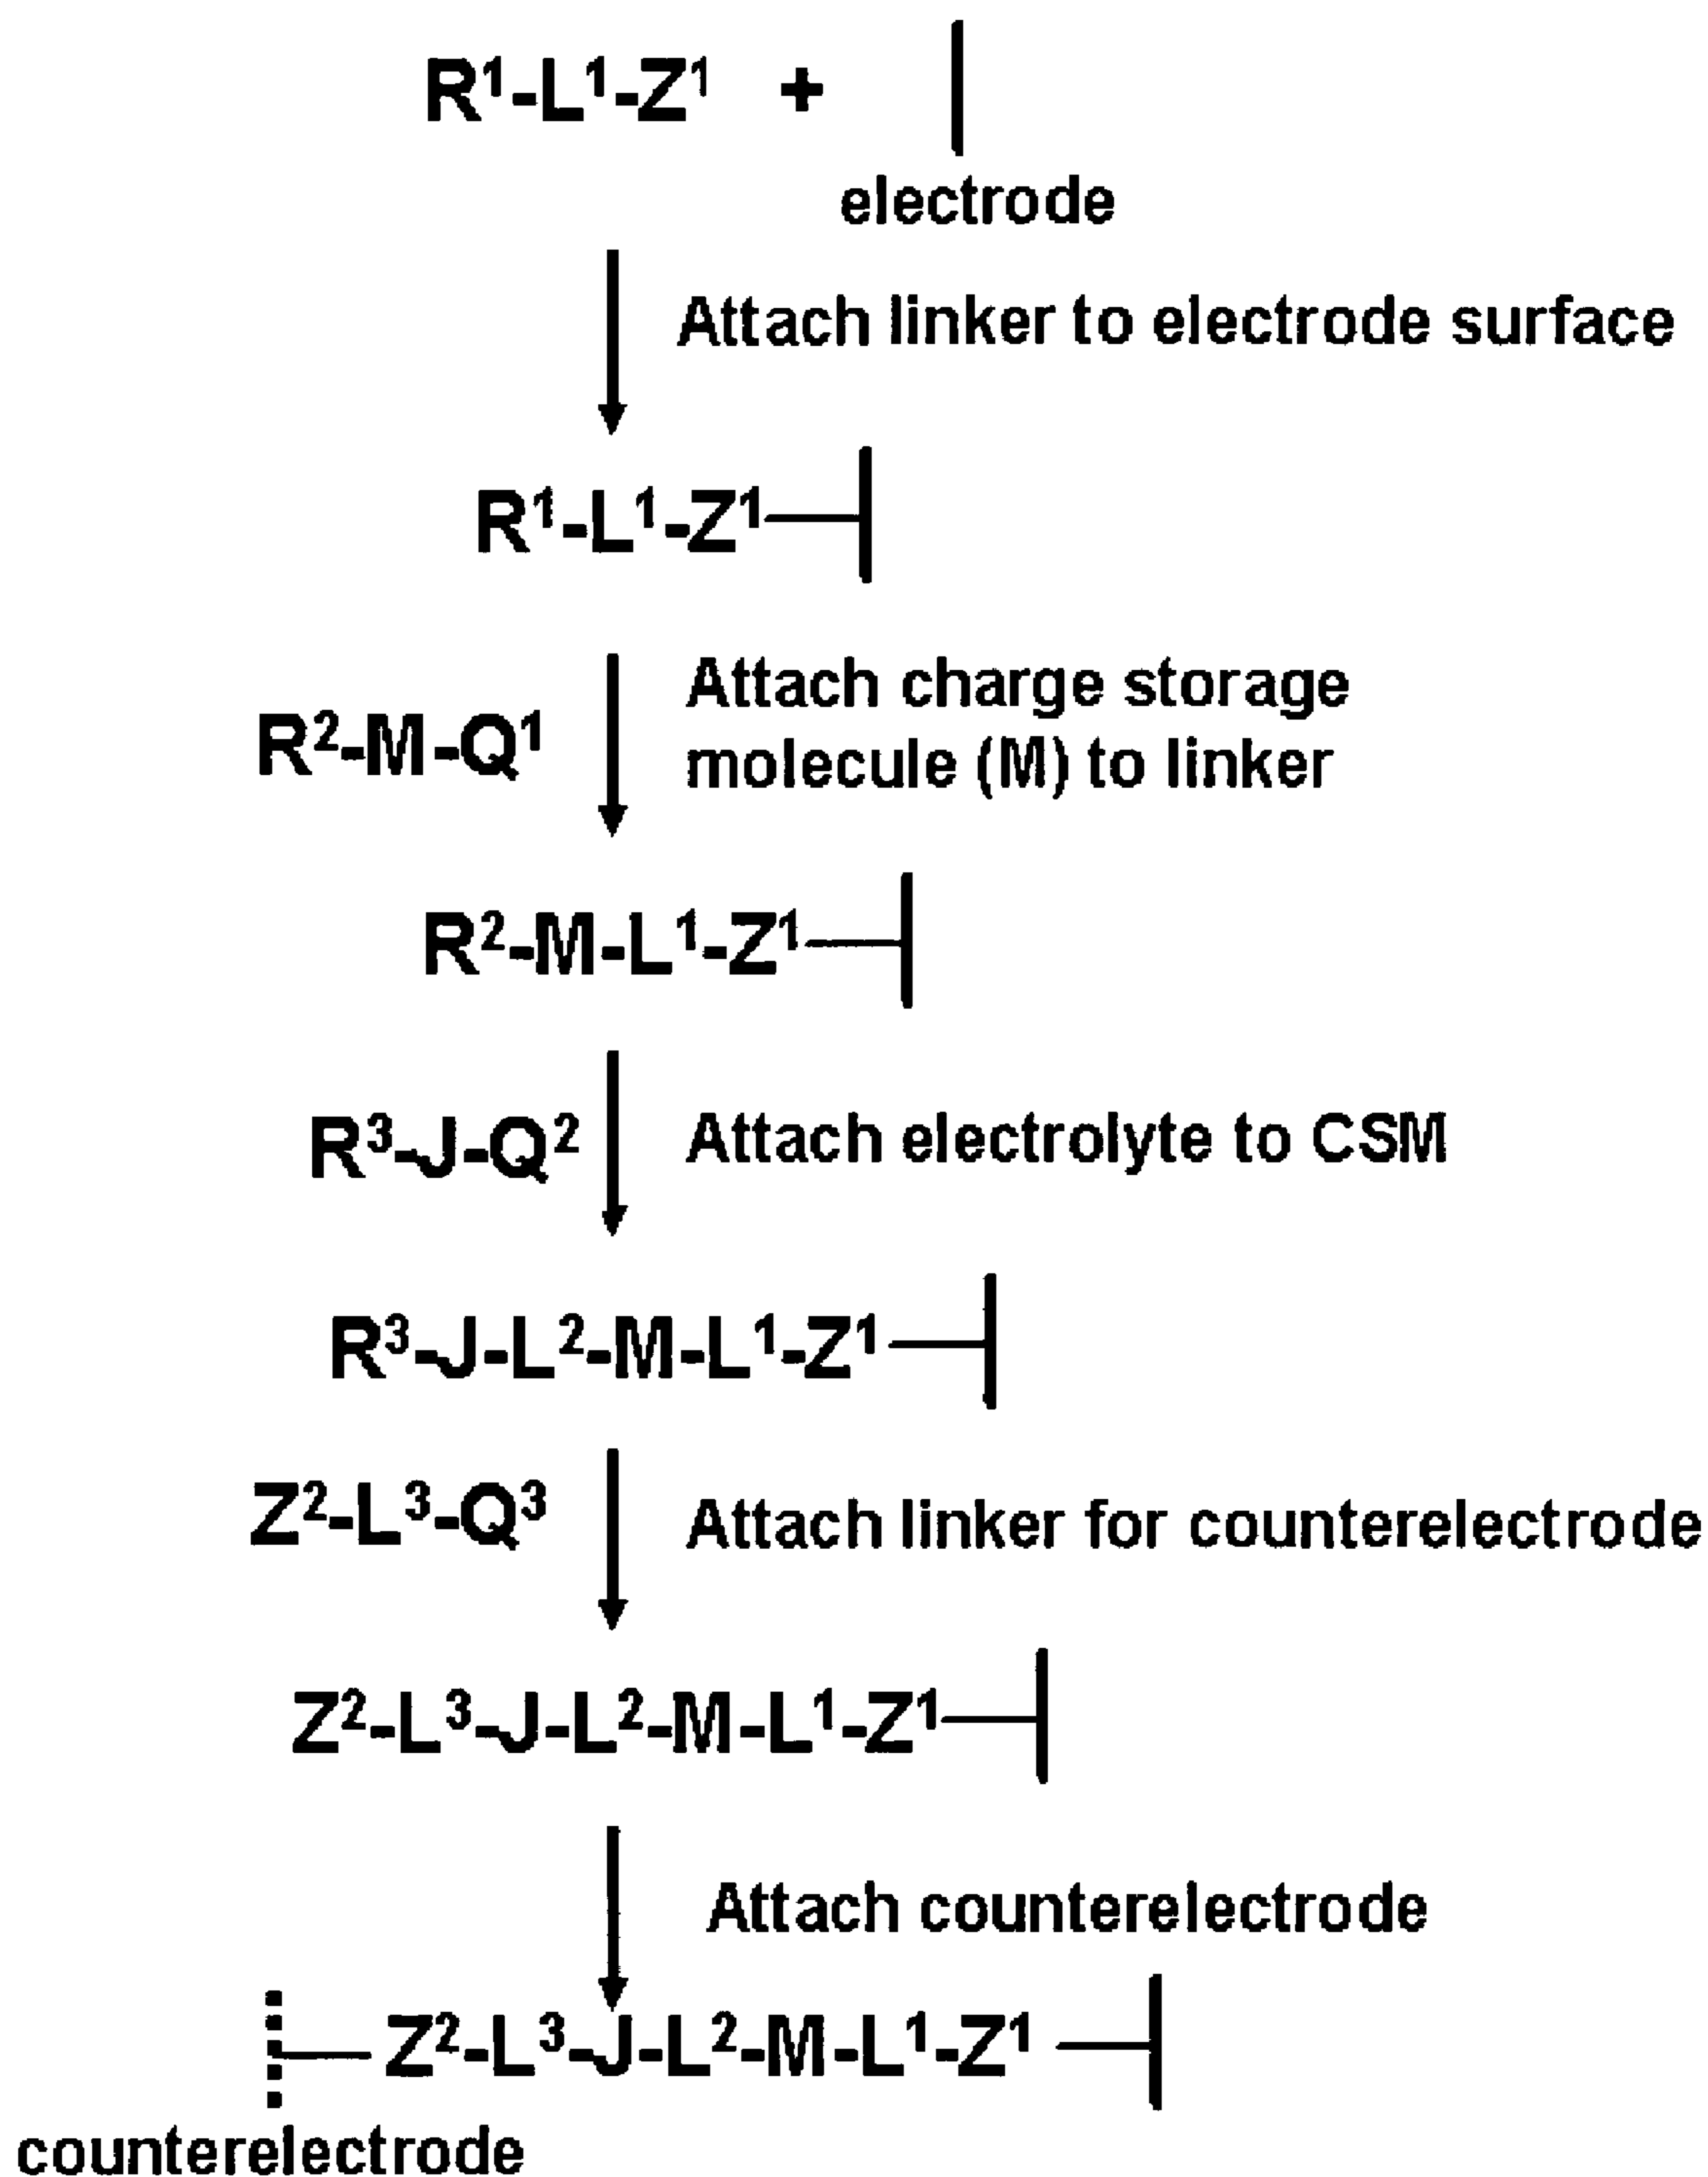 R¹-L¹-Z¹ +
electrode
Attach linker to electrode surface
R¹-L¹-Z¹
Attach charge storage
R²-M-Q¹
molecule (M) to linker
R²-M-L¹-Z¹
R³-J-Q²
Attach electrolyte to CSM
R³-J-L²-M-L¹-Z¹
Z²-L³-Q³
Attach linker for counterelectrode
Z²-L³-J-L²-M-L¹-Z¹
Attach counterelectrode
Z²-L³-J-L²-M-L¹-Z¹
counterelectrode